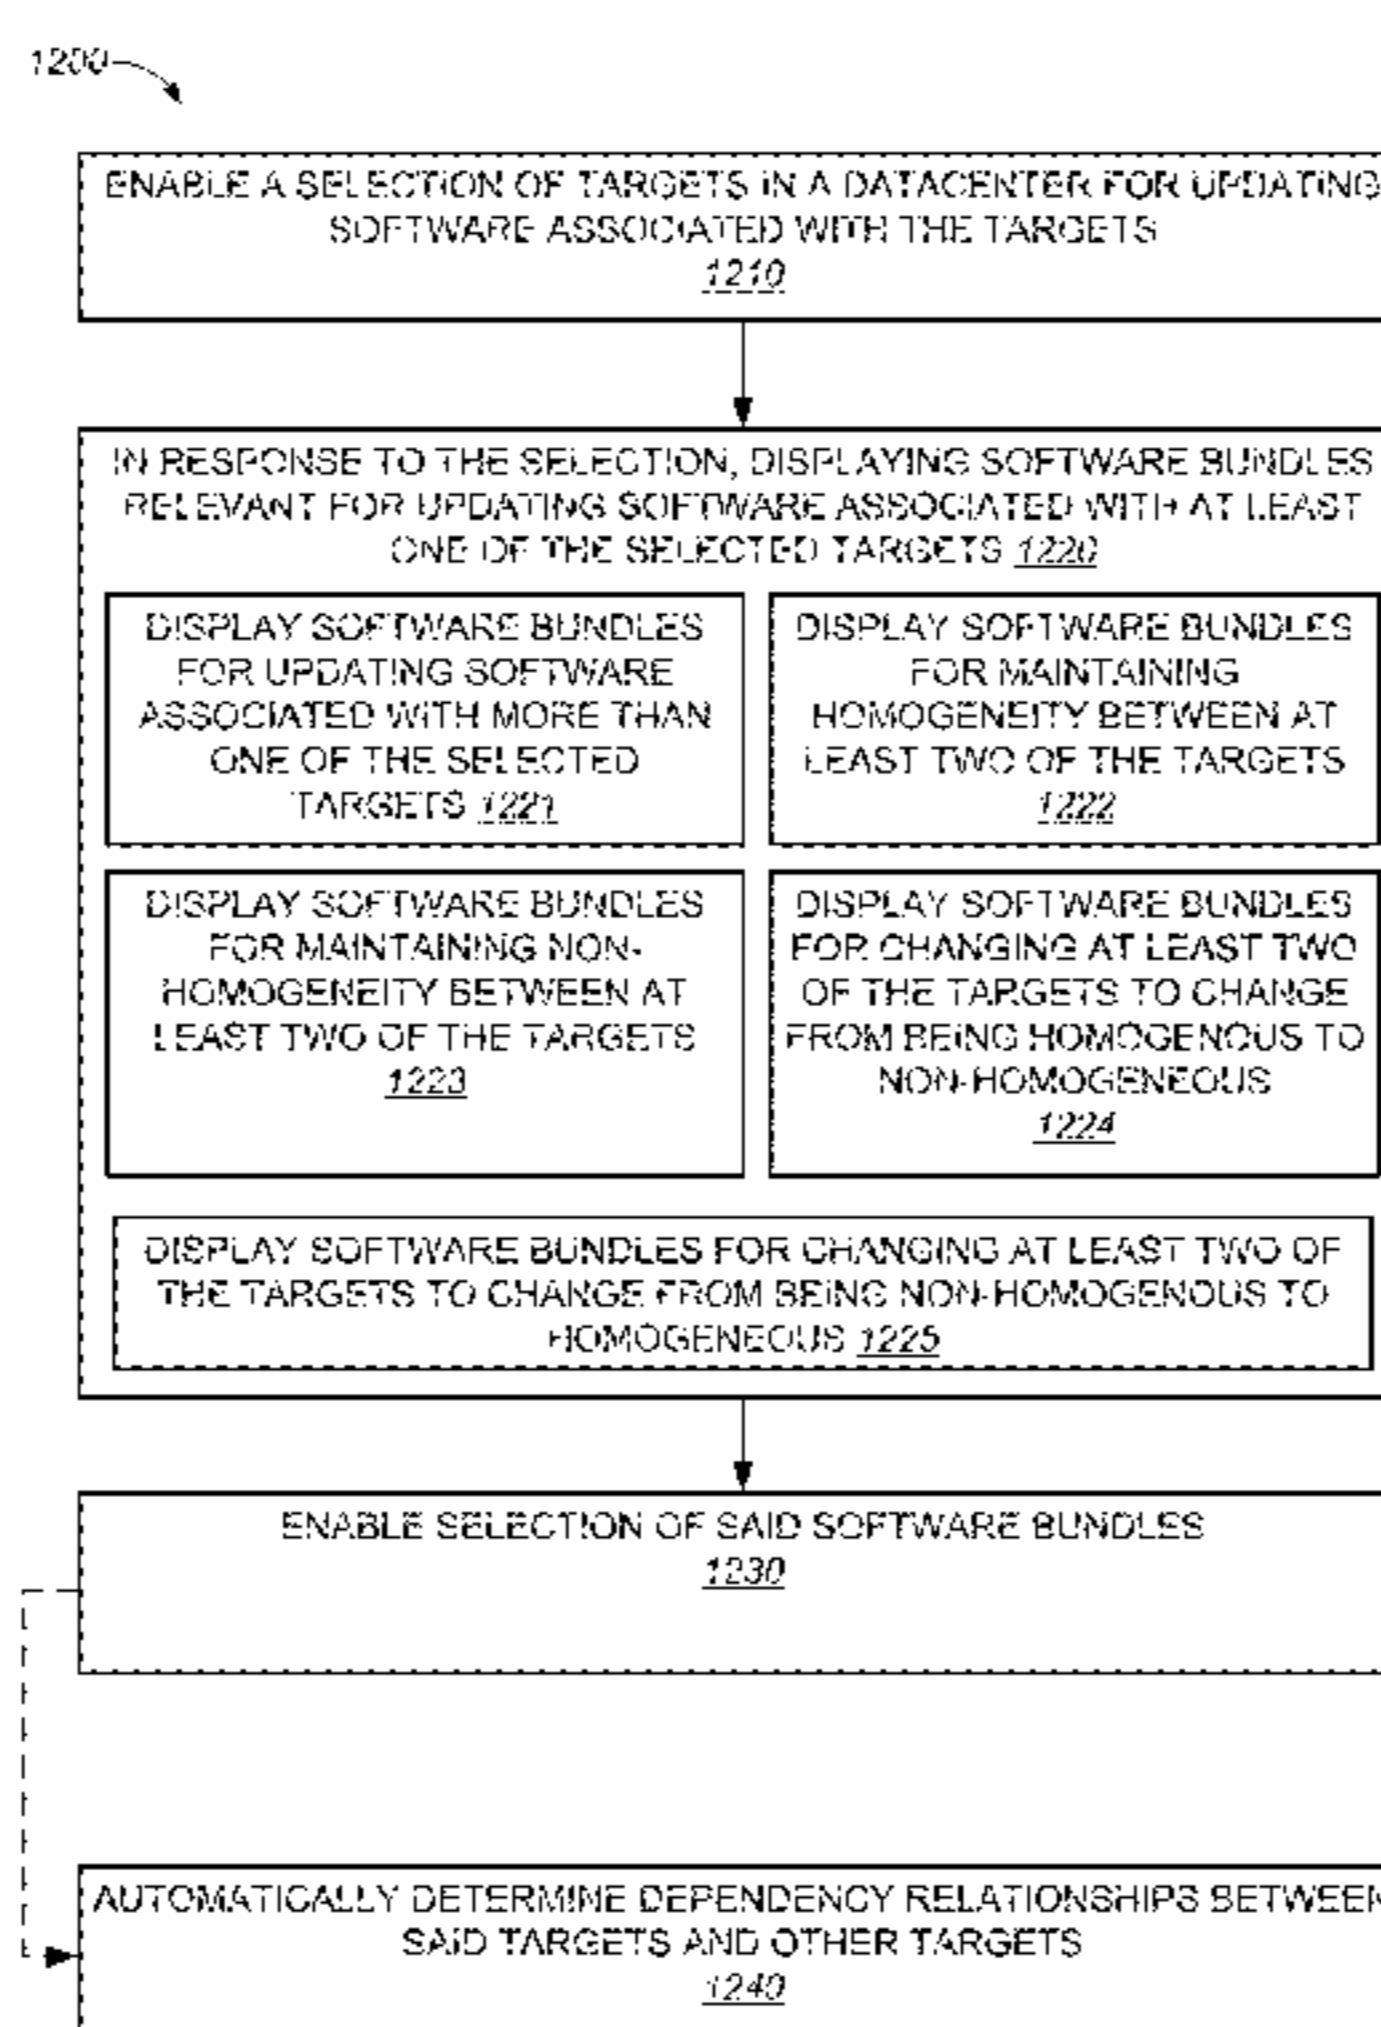 1200
ENABLE A SELECTION OF TARGETS IN A DATACENTER FOR UPDATING
SOFTWARE ASSOCIATED WITH THE TARGETS
1210
IN RESPONSE TO THE SELECTION, DISPLAYING SOFTWARE BUNDLES
RELEVANT FOR UPDATING SOFTWARE ASSOCIATED WITH AT LEAST
ONE OF THE SELECTED TARGETS 1220
DISPLAY SOFTWARE BUNDLES
FOR UPDATING SOFTWARE
ASSOCIATED WITH MORE THAN
ONE OF THE SELECTED
TARGETS 1221
DISPLAY SOFTWARE BUNDLES
FOR MAINTAINING
HOMOGENEITY BETWEEN AT
LEAST TWO OF THE TARGETS
1222
DISPLAY SOFTWARE BUNDLES
FOR MAINTAINING NON-
HOMOGENEITY BETWEEN AT
LEAST TWO OF THE TARGETS
1223
DISPLAY SOFTWARE BUNDLES
FOR CHANGING AT LEAST TWO
OF THE TARGETS TO CHANGE
FROM BEING HOMOGENOUS TO
NON-HOMOGENEOUS
1224
DISPLAY SOFTWARE BUNDLES FOR CHANGING AT LEAST TWO OF
THE TARGETS TO CHANGE FROM BEING NON-HOMOGENOUS TO
HOMOGENEOUS 1225
ENABLE SELECTION OF SAID SOFTWARE BUNDLES
1230
AUTOMATICALLY DETERMINE DEPENDENCY RELATIONSHIPS BETWEEN
SAID TARGETS AND OTHER TARGETS
1240